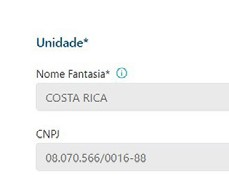 Unidade*
Nome Fantasia*
COSTA RICA
CNPJ
08.070.566/0016-88